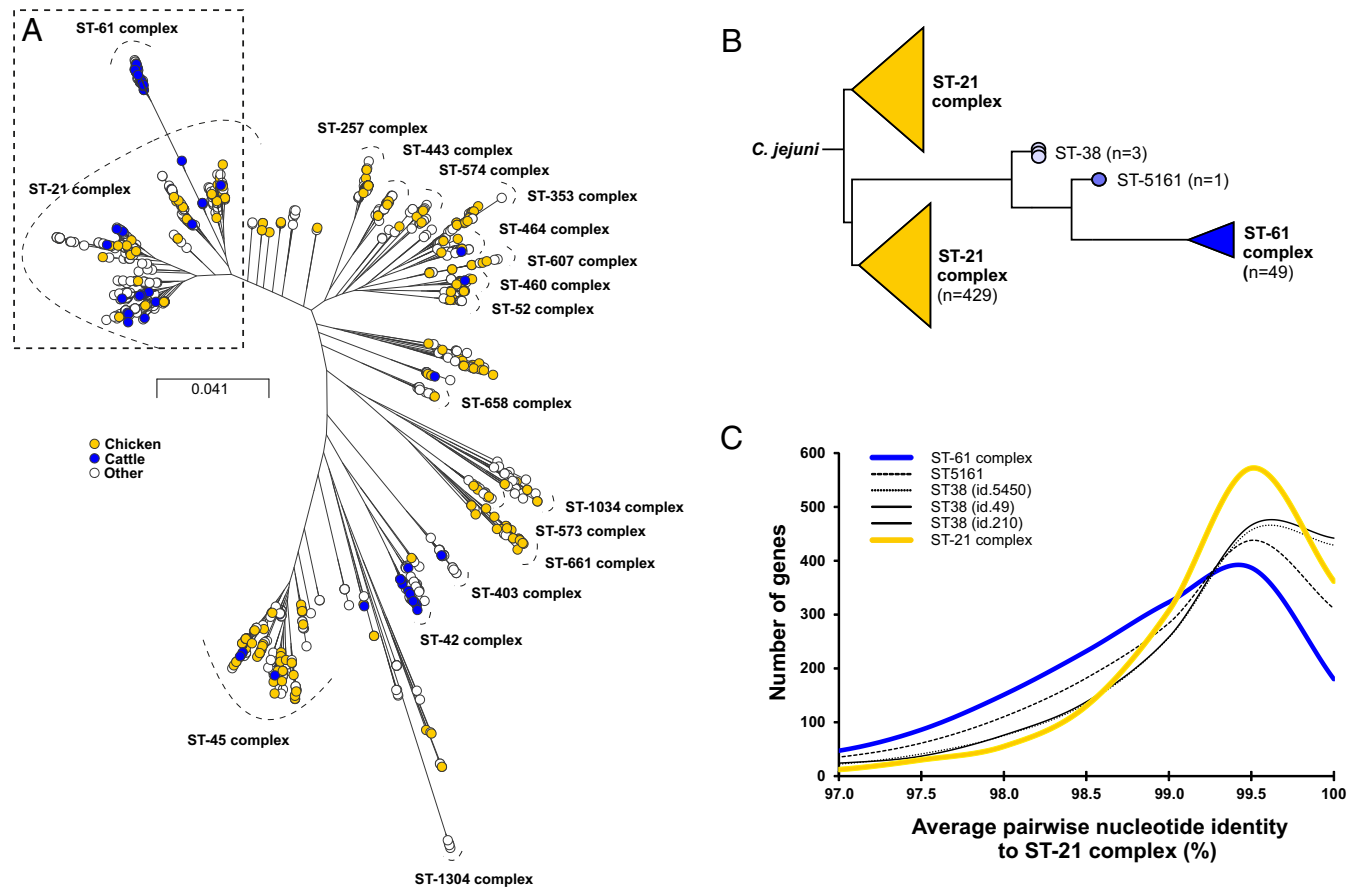 A
ST-61 complex
ST-257 complex
ST-443 complex
ST-574 complex
ST-21 complex
ST-353 complex
ST-464 complex
ST-607 complex
ST-460 complex
ST-52 complex
0.041
ST-658 complex
Chicken
Cattle
Other
ST-1034 complex
ST-573 complex
ST-661 complex
ST-403 complex
ST-42 complex
ST-45 complex
ST-1304 complex
B
ST-21
complex
C. jejuni
ST-38 (n=3)
ST-5161 (n=1)
ST-61
complex
(n=49)
ST-21
complex
(n=429)
C
Number of genes
600
500
400
300
200
100
0
ST-61 complex
ST5161
ST38 (id.5450)
ST38 (id.49)
ST38 (id.210)
ST-21 complex
97.0 97.5 98.0 98.5 99.0 99.5 100
Average pairwise nucleotide identity
to ST-21 complex (%)